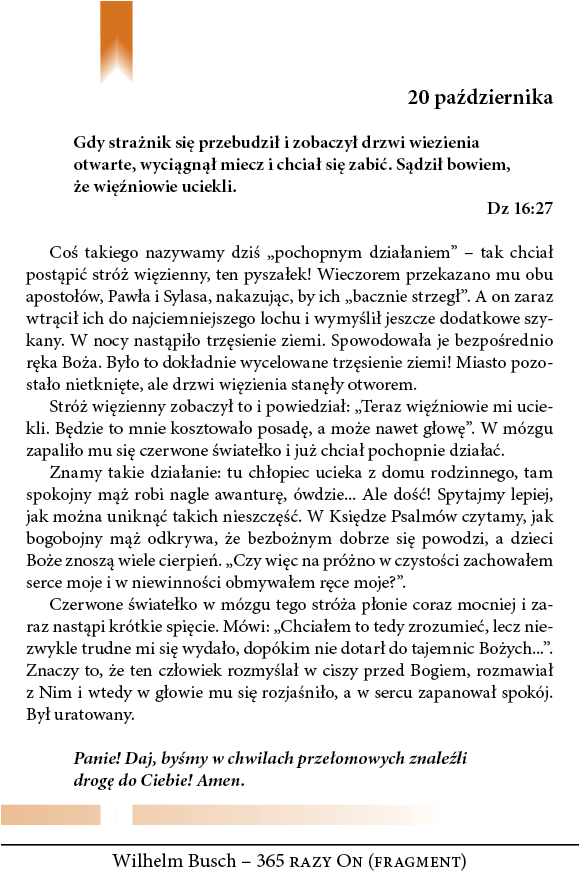 20 października
Gdy strażnik się przebudził i zobaczył drzwi wiezienia
otwarte, wyciągnął miecz i chciał się zabić. Sądził bowiem,
że więźniowie uciekli.
Dz 16:27
Coś takiego nazywamy dziś „pochopnym działaniem” – tak chciał
postąpić stróż więzienny, ten pyszałek! Wieczorem przekazano mu obu
apostołów, Pawła i Sylasa, nakazując, by ich „bacznie strzegł”. A on zaraz
wtrącił ich do najciemniejszego lochu i wymyślił jeszcze dodatkowe szy-
kany. W nocy nastąpiło trzęsienie ziemi. Spowodowała je bezpośrednio
ręka Boża. Było to dokładnie wycelowane trzęsienie ziemi! Miasto pozo-
stało nietknięte, ale drzwi więzienia stanęły otworem.
Stróż więzienny zobaczył to i powiedział: „Teraz więźniowie mi ucie-
kli. Będzie to mnie kosztowało posadę, a może nawet głowę”. W mózgu
zapaliło mu się czerwone światełko i już chciał pochopnie działać.
Znamy takie działanie: tu chłopiec ucieka z domu rodzinnego, tam
spokojny mąż robi nagle awanturę, ówdzie... Ale dość! Spytajmy lepiej,
jak można uniknąć takich nieszczęść. W Księdze Psalmów czytamy, jak
bogobojny mąż odkrywa, że bezbożnym dobrze się powodzi, a dzieci
Boże znoszą wiele cierpień. „Czy więc na próżno w czystości zachowałem
serce moje i w niewinności obmywałem ręce moje?”.
Czerwone światełko w mózgu tego stróża płonie coraz mocniej i za-
raz nastąpi krótkie spięcie. Mówi: „Chciałem to tedy zrozumieć, lecz nie-
zwykle trudne mi się wydało, dopókim nie dotarł do tajemnic Bożych...”.
Znaczy to, że ten człowiek rozmyślał w ciszy przed Bogiem, rozmawiał
z Nim i wtedy w głowie mu się rozjaśniło, a w sercu zapanował spokój.
Był uratowany.
Panie! Daj, byśmy w chwilach przełomowych znaleźli
drogę do Ciebie! Amen.
Wilhelm Busch – 365 razy On (fragment)